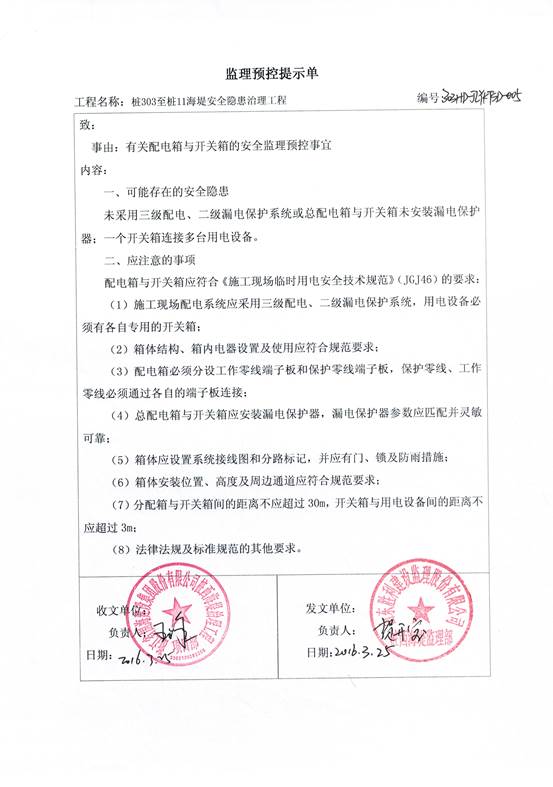 监理预控提示单
工程名称：桩303至桩11海堤安全隐患治理工程
编号
致：
事由：有关配电箱与开关箱的安全监理预控事宜
内容：
一、可能存在的安全隐患
未采用三级配电、二级漏电保护系统或总配电箱与开关箱未安装漏电保护
器；一个开关箱连接多台用电设备。
二、应注意的事项
配电箱与开关箱应符合《施工现场临时用电安全技术规范》（JGJ46）的要求：
（1）施工现场配电系统应采用三级配电、二级漏电保护系统，用电设备必
须有各自专用的开关箱；
（2）箱体结构、箱内电器设置及使用应符合规范要求；
（3）配电箱必须分设工作零线端子板和保护零线端子板，保护零线、工作
零线必须通过各自的端子板连接；
（4）总配电箱与开关箱应安装漏电保护器，漏电保护器参数应匹配并灵敏
可靠；
（5）箱体应设置系统接线图和分路标记，并应有门、锁及防雨措施；
（6）箱体安装位置、高度及周边通道应符合规范要求；
（7）分配箱与开关箱间的距离不应超过30m，开关箱与用电设备间的距离不
应超过3m；
（8）法律法规及标准规范的其他要求。
收文单位：
负责人：
日期：2016.3.25
发文单位：
负责人：
日期：2016.3.25
建设监理股份有限公司
监理部